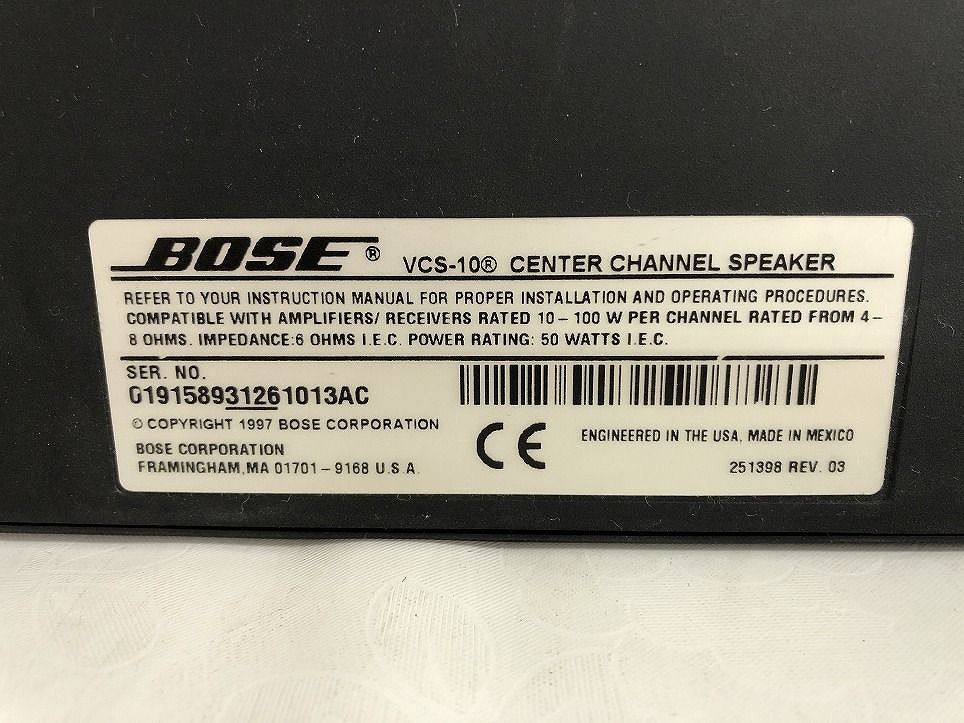 BOSE® VCS-10® CENTER CHANNEL SPEAKER
REFER TO YOUR INSTRUCTION MANUAL FOR PROPER INSTALLATION AND OPERATING PROCEDURES.
COMPATIBLE WITH AMPLIFIERS/ RECEIVERS RATED 10-100 W PER CHANNEL RATED FROM 4-
8 OHMS. IMPEDANCE:6 OHMS I.E.C. POWER RATING: 50 WATTS I.E.C.
SER. NO.
019158931261013AC
© COPYRIGHT 1997 BOSE CORPORATION
BOSE CORPORATION
FRAMINGHAM,MA 01701-9168 U.S.A.
CE
ENGINEERED IN THE USA, MADE IN MEXICO
251398 REV. 03